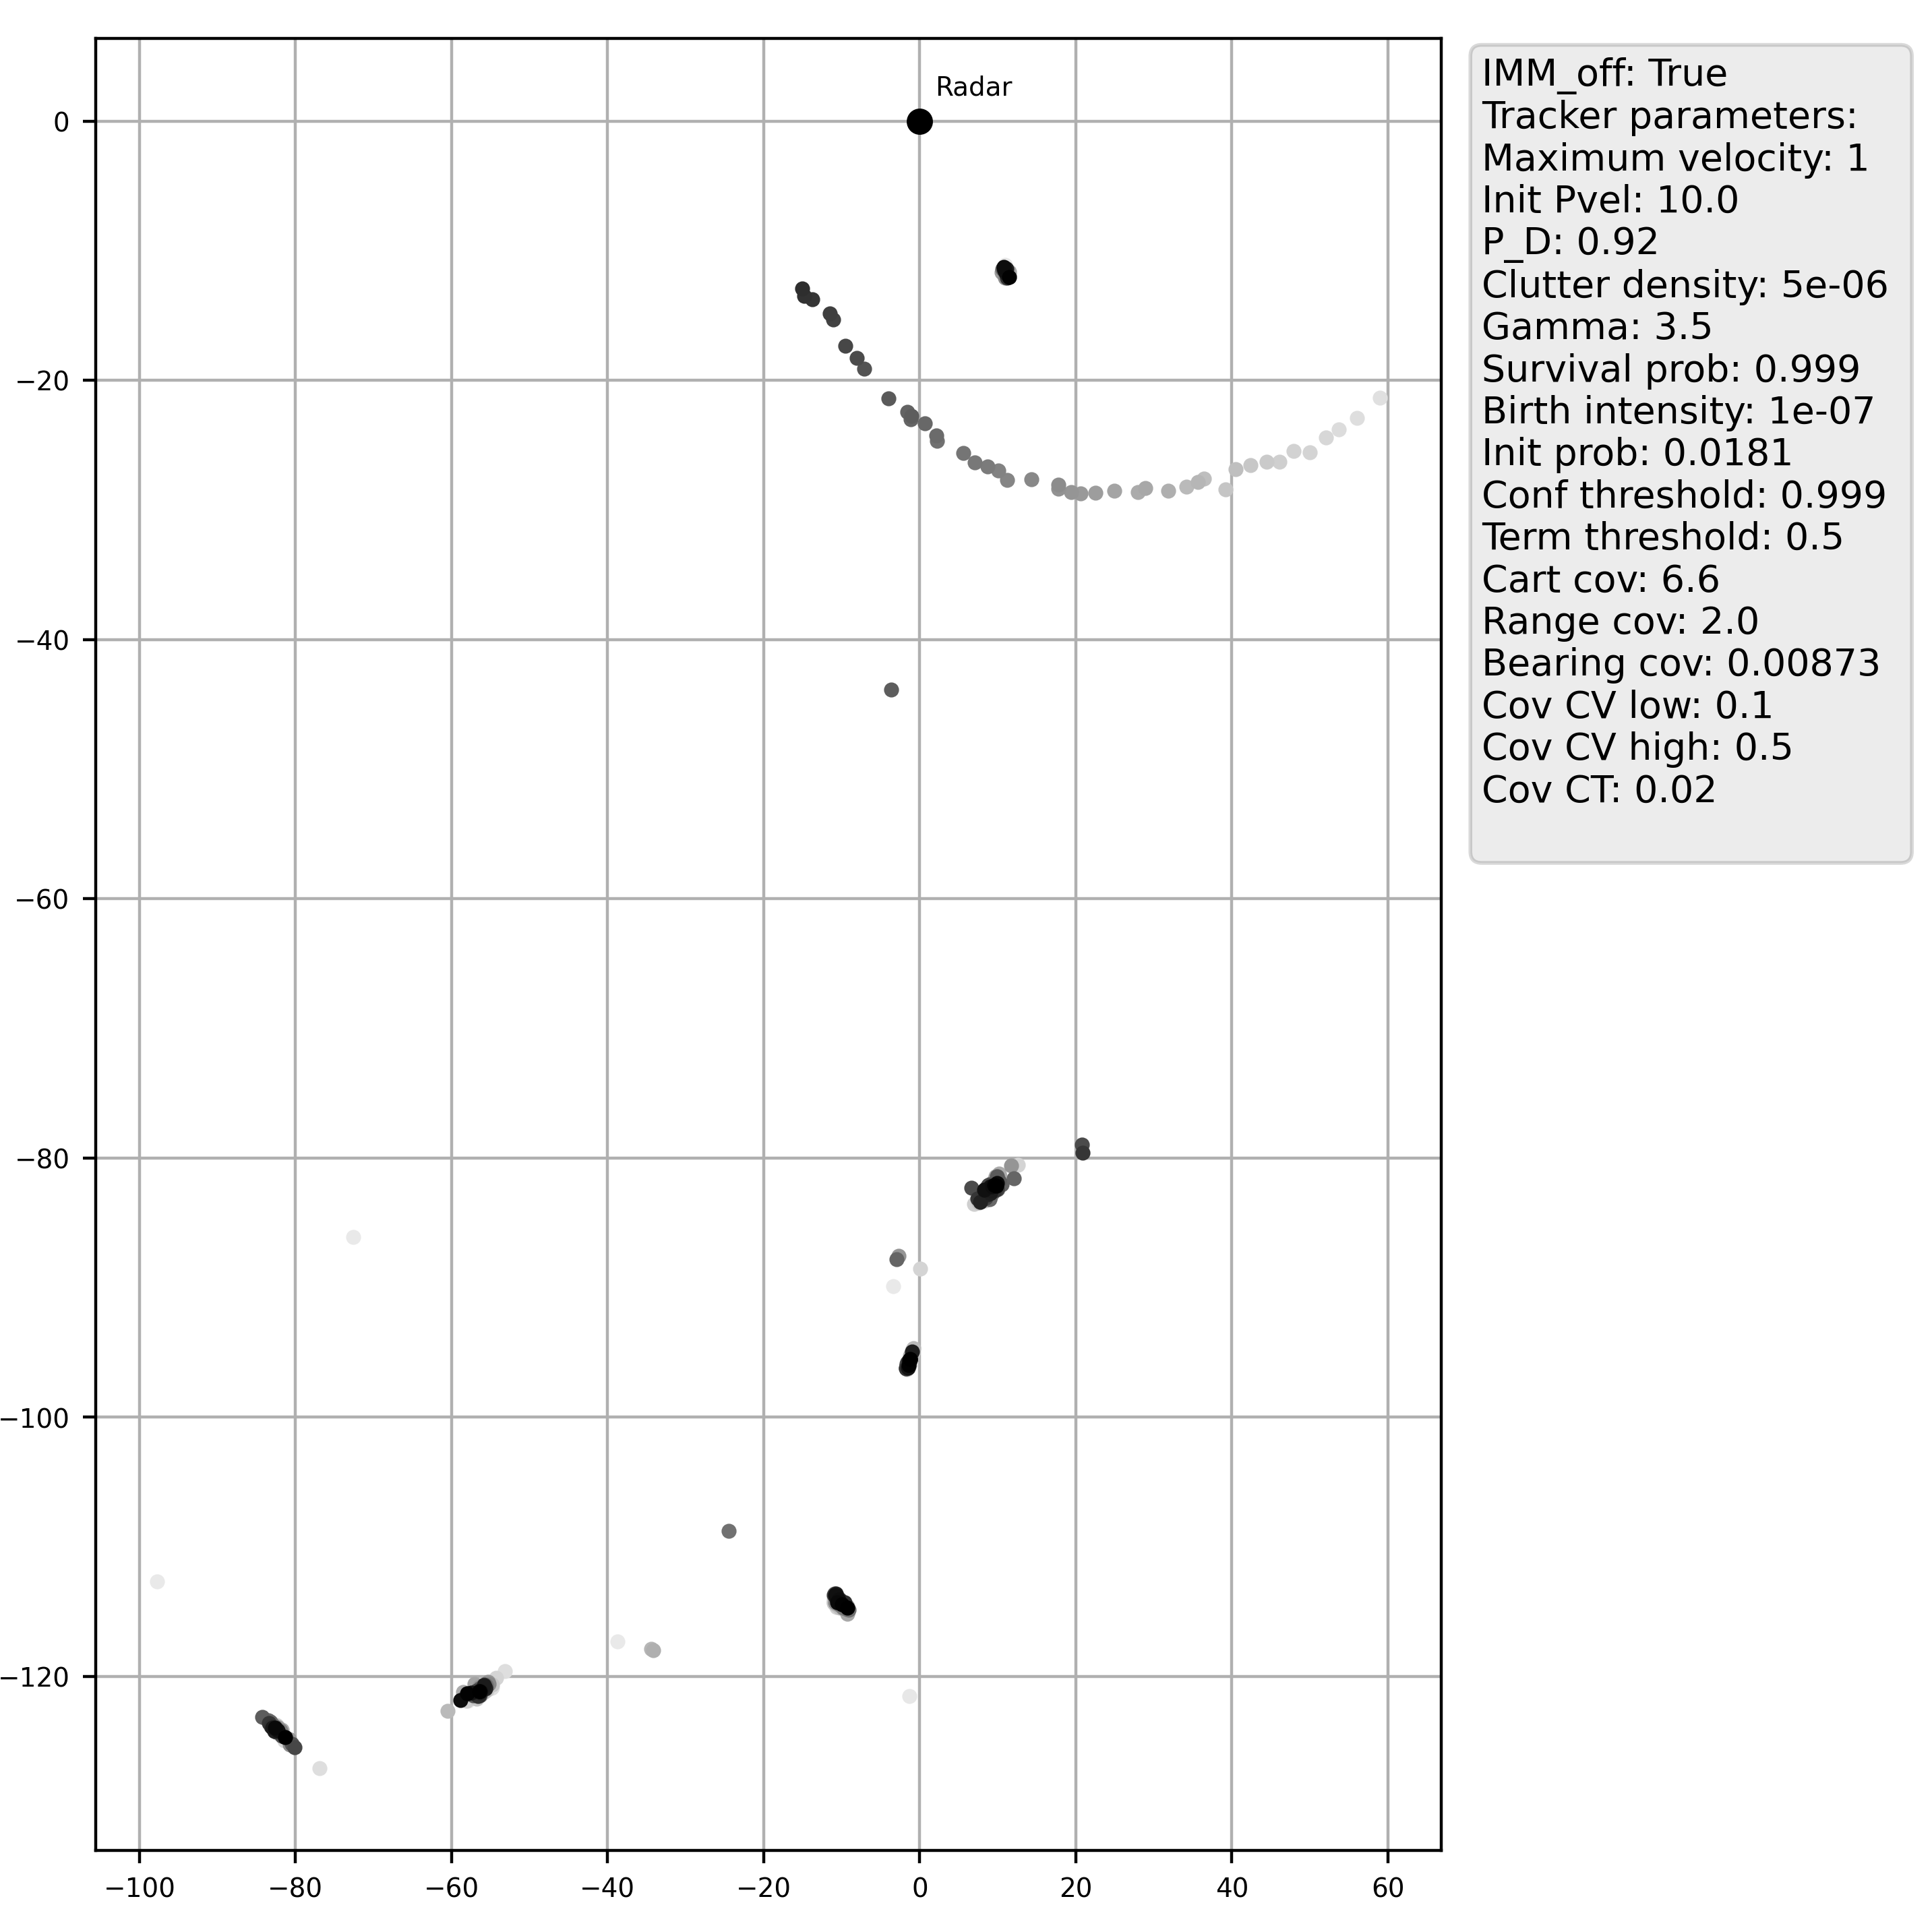 Radar
0
−20
−40
−60
−80
−100
−120
−100
−80
−60
−40
−20
0
20
40
60
IMM_off: True
Tracker parameters:
Maximum velocity: 1
Init Pvel: 10.0
P_D: 0.92
Clutter density: 5e-06
Gamma: 3.5
Survival prob: 0.999
Birth intensity: 1e-07
Init prob: 0.0181
Conf threshold: 0.999
Term threshold: 0.5
Cart cov: 6.6
Range cov: 2.0
Bearing cov: 0.00873
Cov CV low: 0.1
Cov CV high: 0.5
Cov CT: 0.02